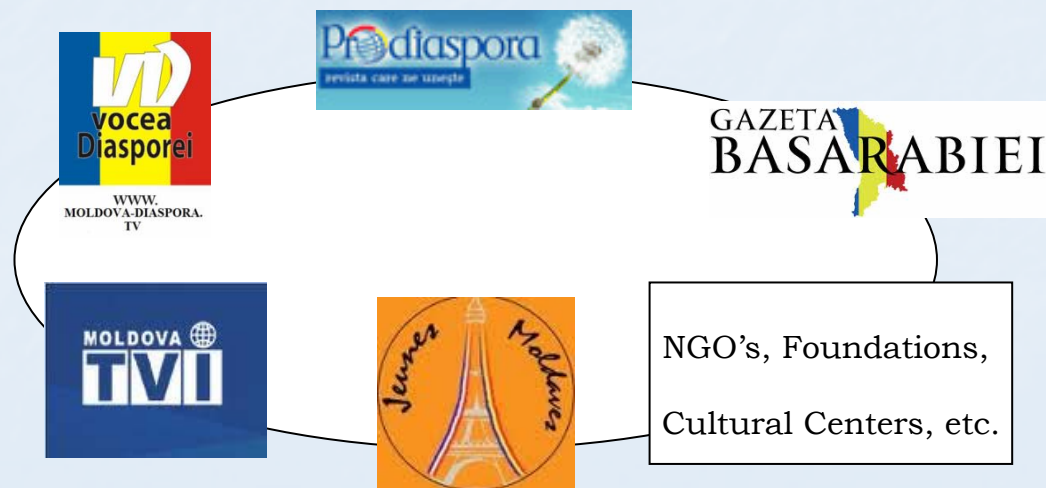 VD
vocea
Diasporei
WWW.
MOLDOVA-DIASPORA.
TV
Prodiaspora
revista care ne uneşte
GAZETA
BASARABIEI
MOLDOVA
TVI
Jeunes Moldaves
NGO’s, Foundations,
Cultural Centers, etc.